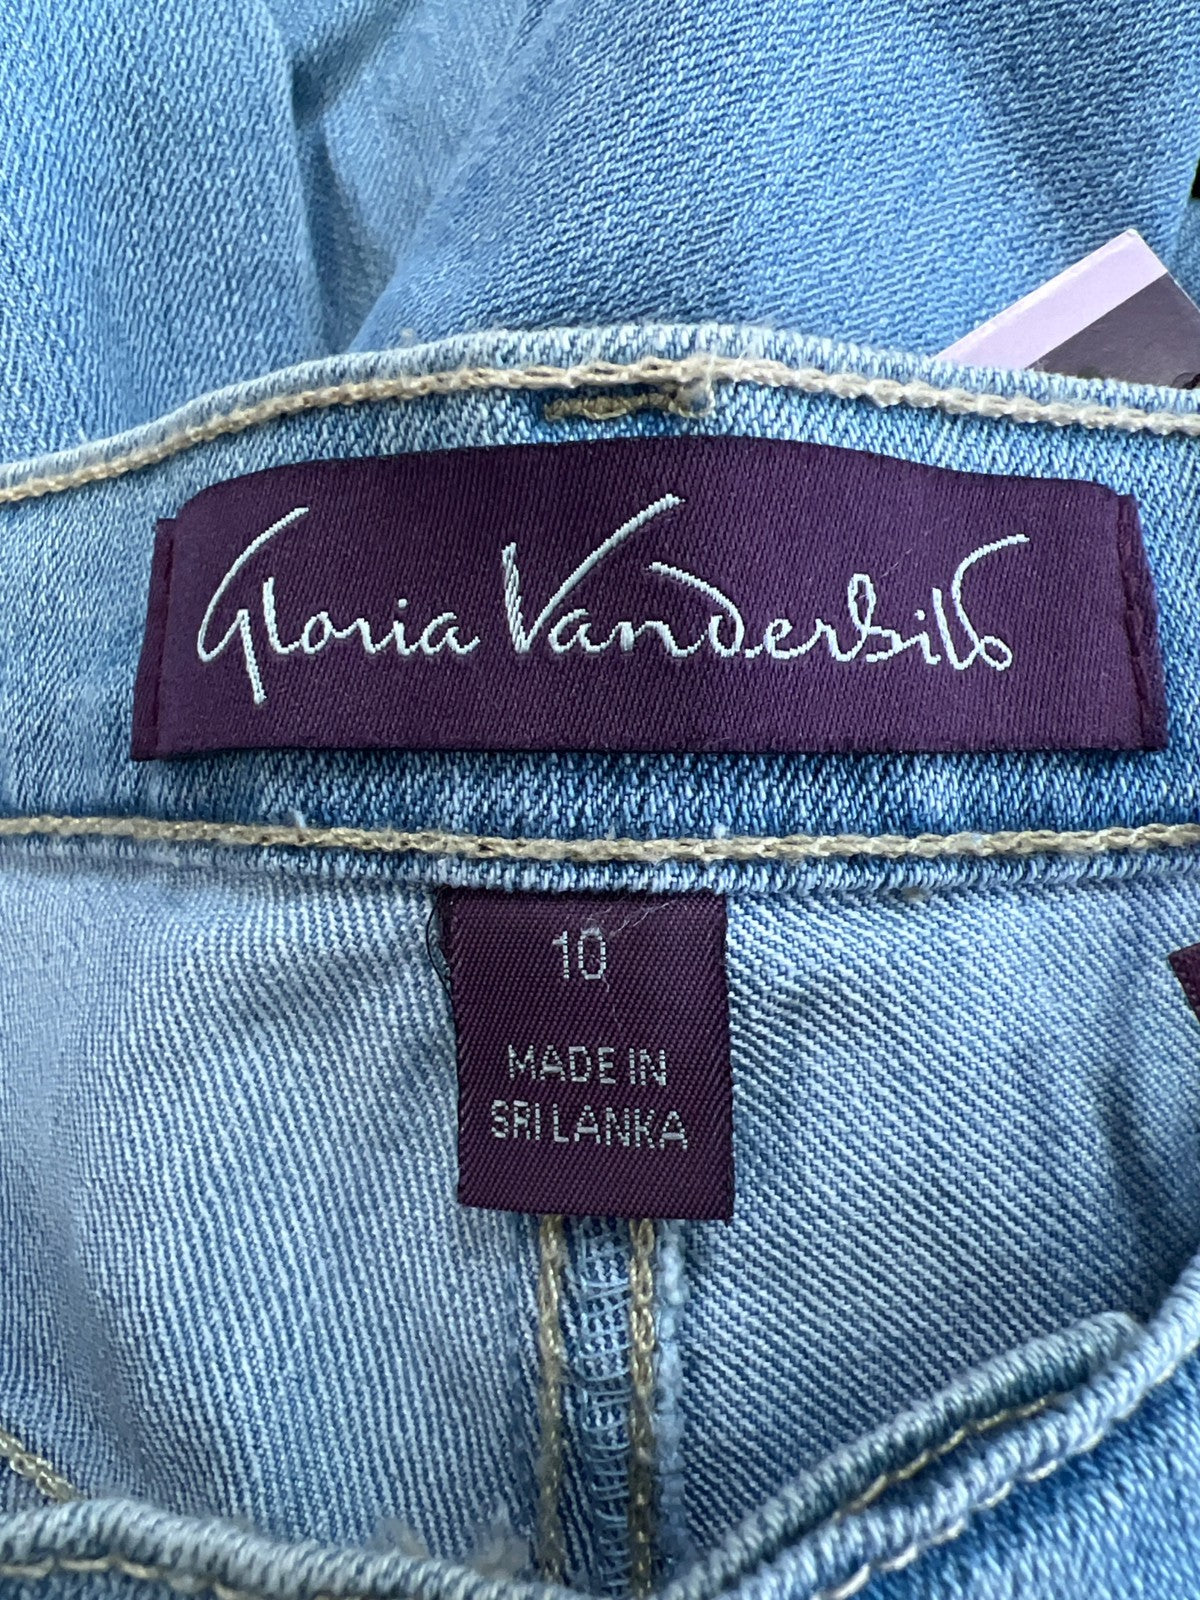 Gloria Vanderbilt
10
MADE IN
SRI LANKA